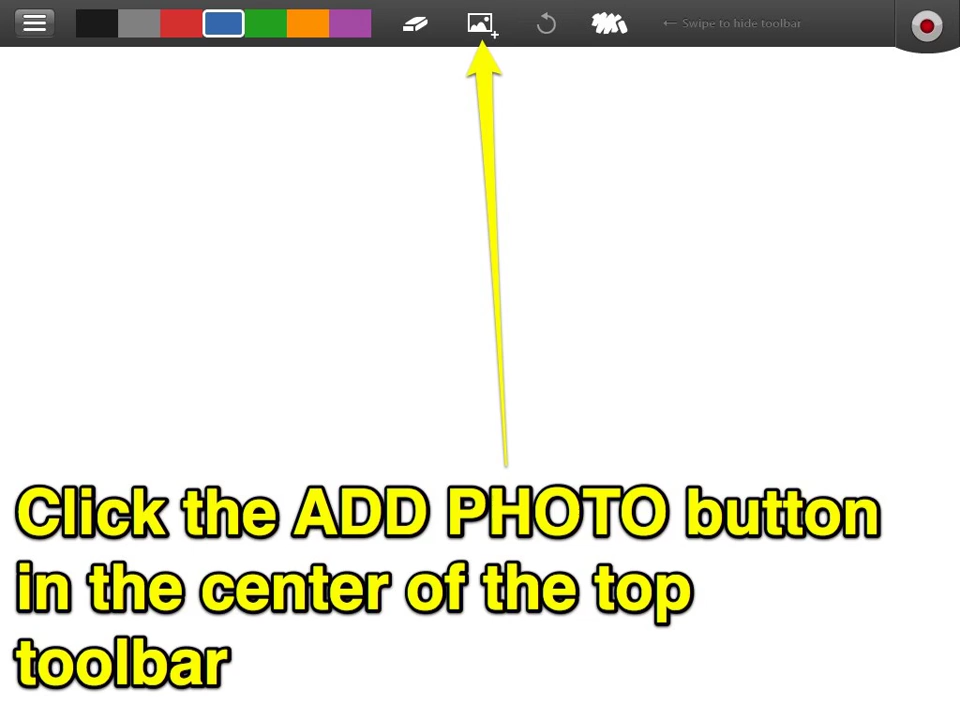 ← Swipe to hide toolbar
Click the ADD PHOTO button
in the center of the top
toolbar